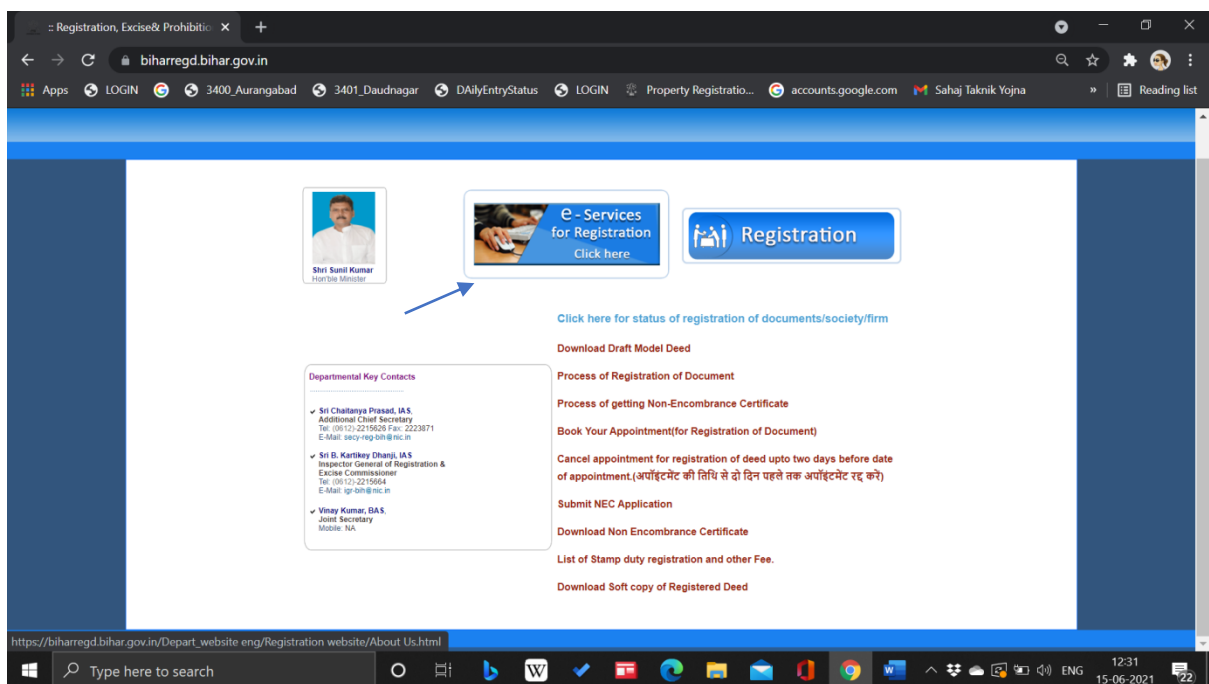 :: Registration, Excise& Prohibitio
biharregd.bihar.gov.in
Apps LOGIN 3400_Aurangabad 3401_Daudnagar DAilyEntryStatus LOGIN Property Registratio... accounts.google.com Sahaj Taknik Yojna » Reading list
e - Services
for Registration
Click here
Registration
Shri Sunil Kumar
Hon'ble Minister
Click here for status of registration of documents/society/firm
Download Draft Model Deed
Process of Registration of Document
Process of getting Non-Encombrance Certificate
Book Your Appointment(for Registration of Document)
Cancel appointment for registration of deed upto two days before date
of appointment.(अपॉइंटमेंट की तिथि से दो दिन पहले तक अपॉइंटमेंट रद्द करें)
Submit NEC Application
Download Non Encombrance Certificate
List of Stamp duty registration and other Fee.
Download Soft copy of Registered Deed
Departmental Key Contacts
Sri Chaitanya Prasad, IAS,
Additional Chief Secretary
Tel: (0612)-2215626 Fax: 2223871
E-Mail: secy-reg-bih@nic.in
Sri B. Kartikey Dhanji, IAS
Inspector General of Registration &
Excise Commissioner
Tel: (0612)-2215664
E-Mail: igr-bih@nic.in
Vinay Kumar, BAS,
Joint Secretary
Mobile: NA
https://biharregd.bihar.gov.in/Depart_website eng/Registration website/About Us.html
Type here to search
W
ENG
12:31
15-06-2021
22